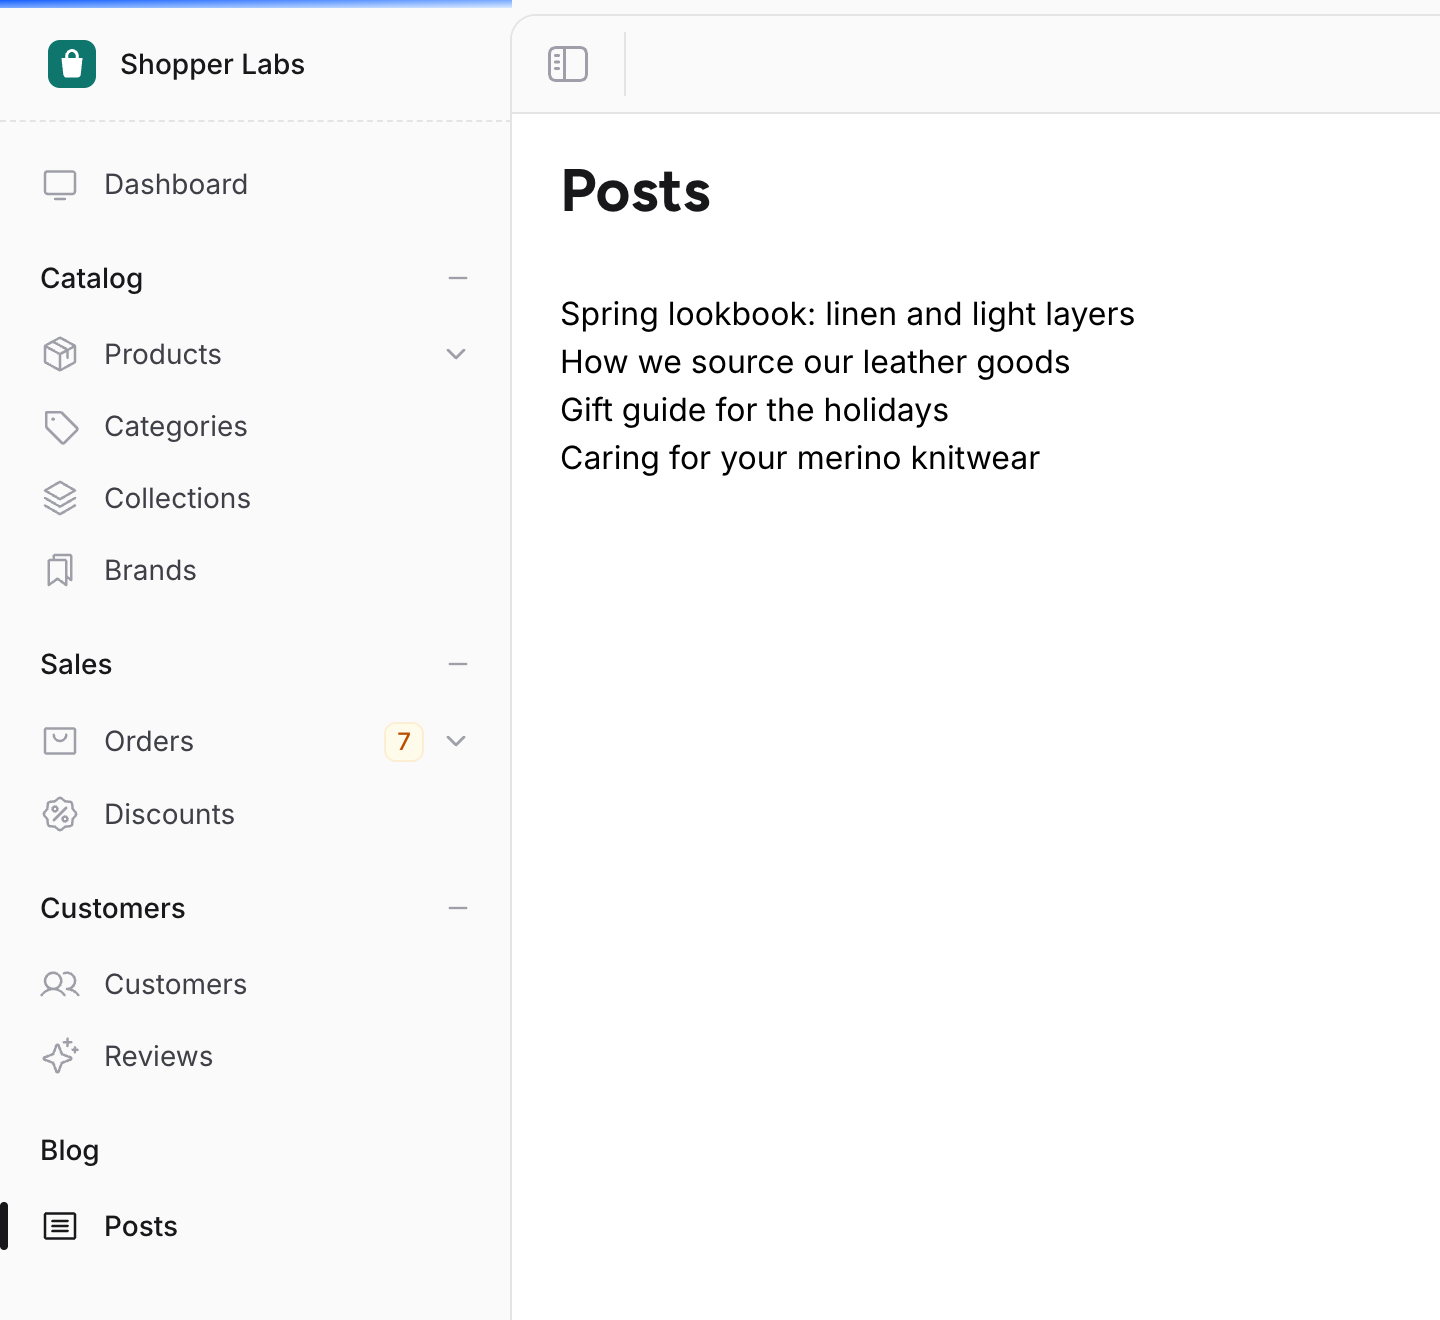 Shopper Labs
Dashboard
Catalog
Products
Categories
Collections
Brands
Sales
Orders 7
Discounts
Customers
Customers
Reviews
Blog
Posts
Posts
Spring lookbook: linen and light layers
How we source our leather goods
Gift guide for the holidays
Caring for your merino knitwear